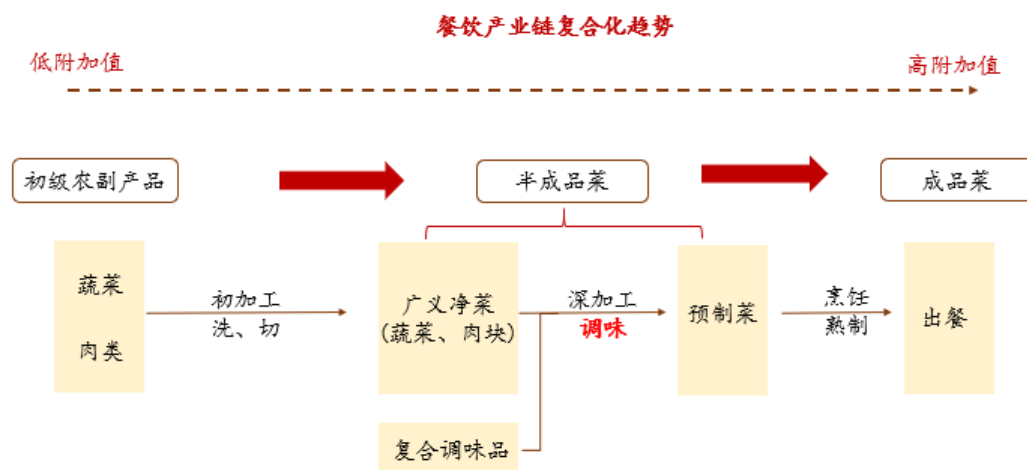 餐饮产业链复合化趋势
低附加值
高附加值
初级农副产品
半成品菜
成品菜
蔬菜
肉类
初加工
洗、切
广义净菜
(蔬菜、肉块)
深加工
调味
预制菜
烹饪
熟制
出餐
复合调味品